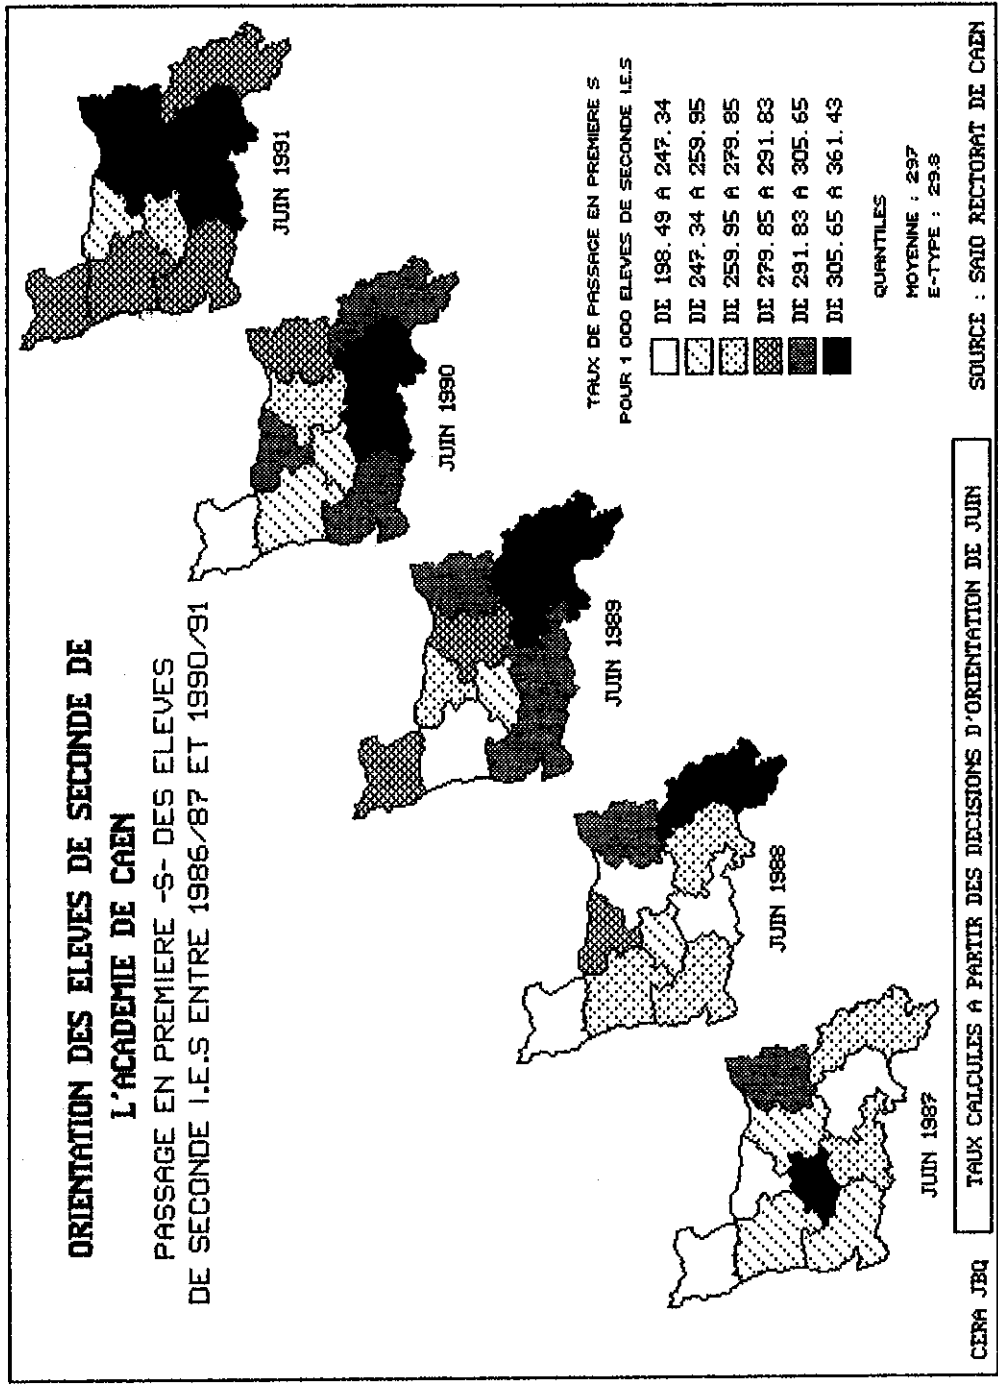 ORIENTATION DES ELEVES DE SECONDE DE
L'ACADEMIE DE CAEN
PASSAGE EN PREMIERE -S- DES ELEVES
DE SECONDE I.E.S ENTRE 1986/87 ET 1990/91
JUIN 1987
JUIN 1988
JUIN 1989
JUIN 1990
JUIN 1991
TAUX DE PASSAGE EN PREMIERE S
POUR 1 000 ELEVES DE SECONDE I.E.S
DE 198.49 A 247.34
DE 247.34 A 259.95
DE 259.95 A 279.85
DE 279.85 A 291.83
DE 291.83 A 305.65
DE 305.65 A 361.43
QUANTILES
MOYENNE : 297
E-TYPE : 29.8
CERA JBQ
TAUX CALCULES A PARTIR DES DECISIONS D'ORIENTATION DE JUIN
SOURCE : SAIO RECTORAT DE CAEN